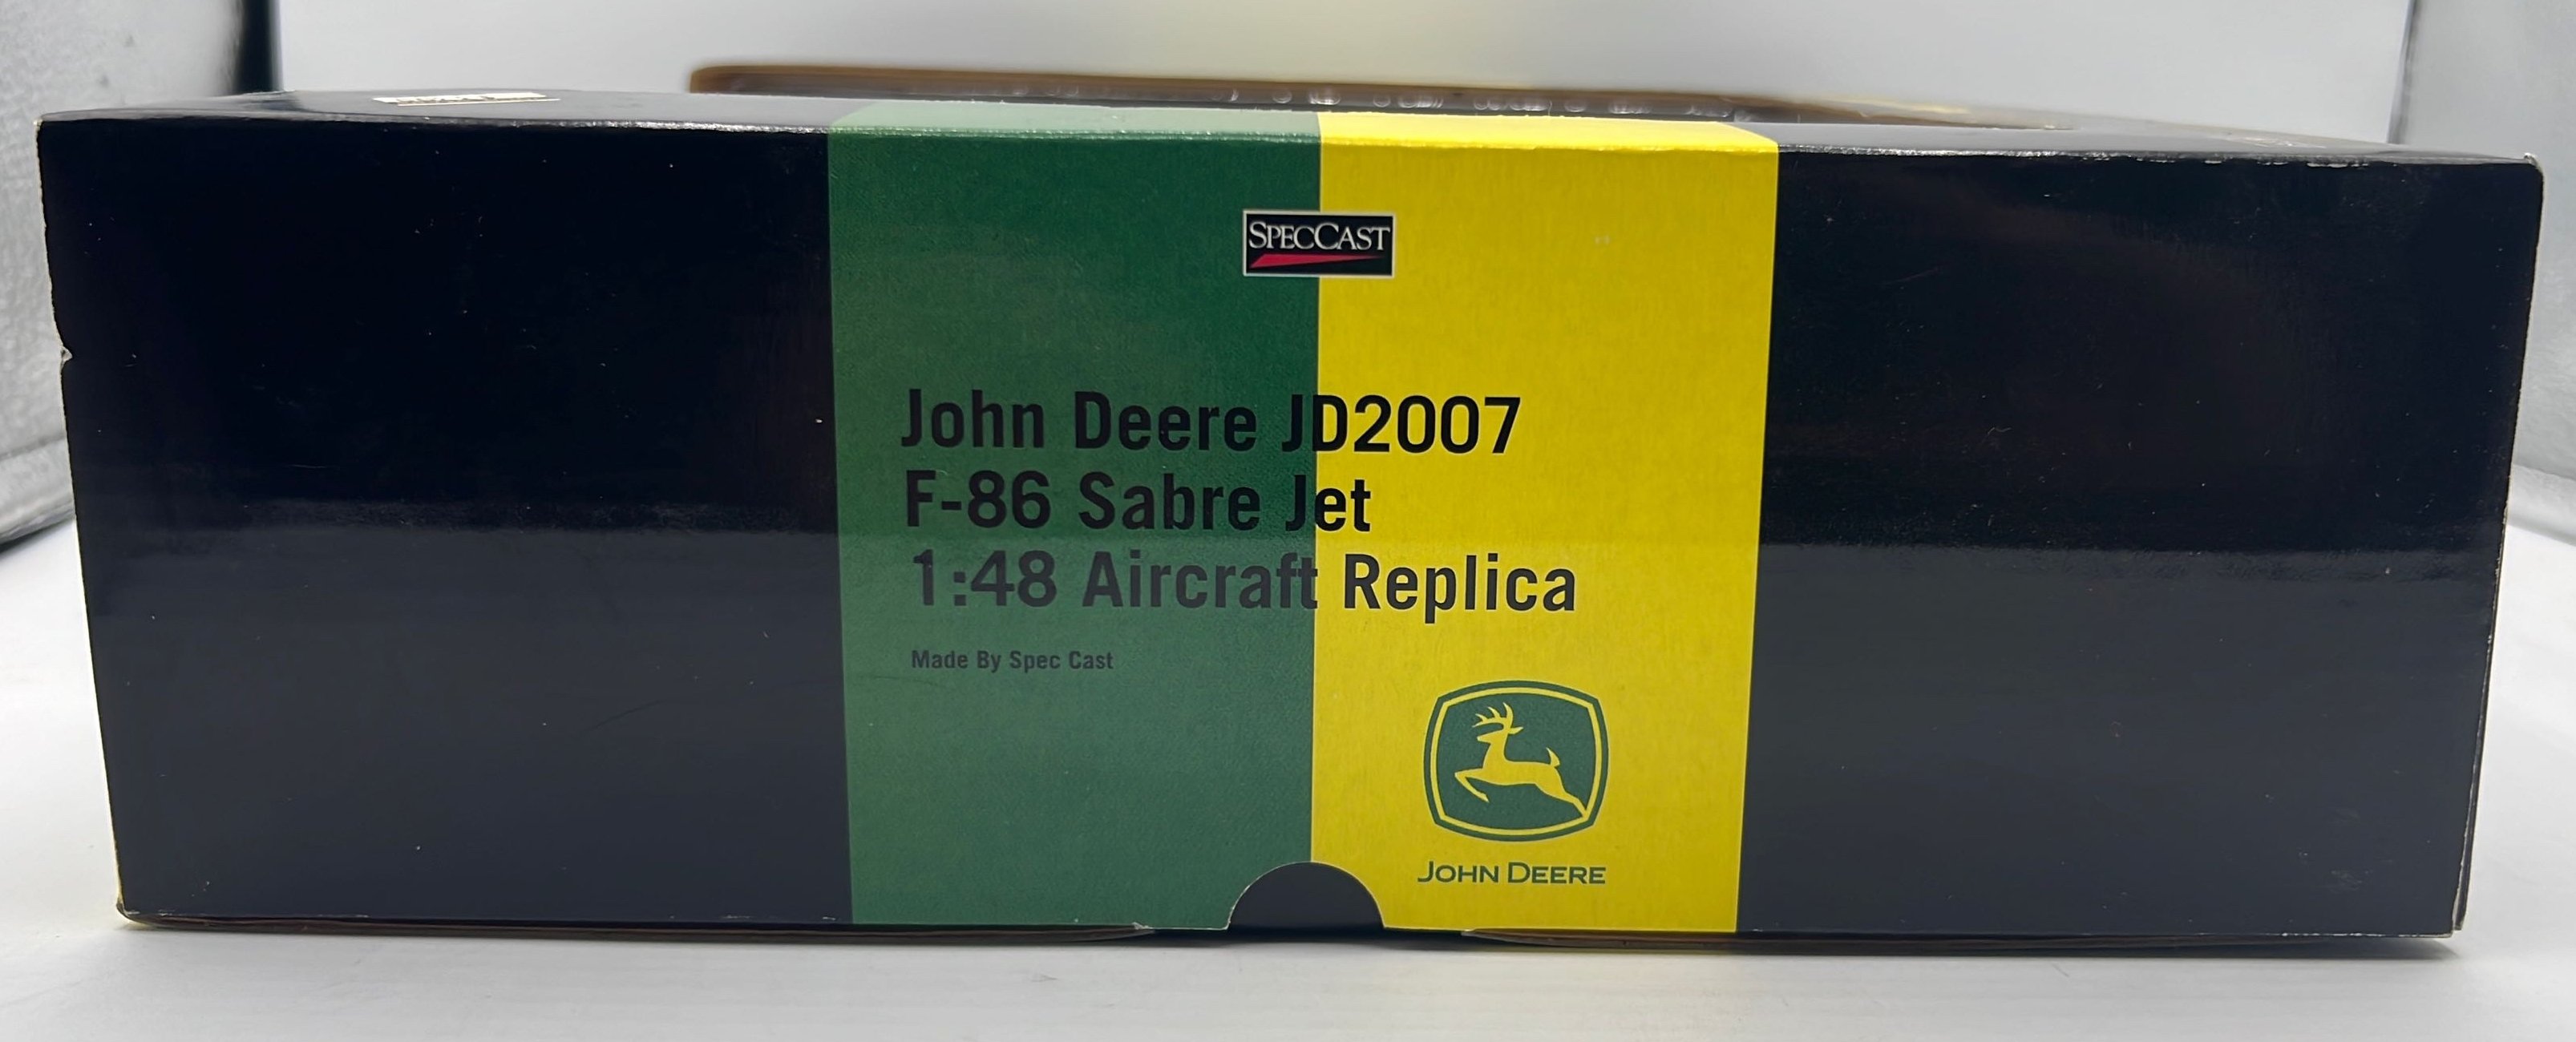 SPECCAST
John Deere JD2007
F-86 Sabre Jet
1:48 Aircraft Replica
Made By Spec Cast
JOHN DEERE